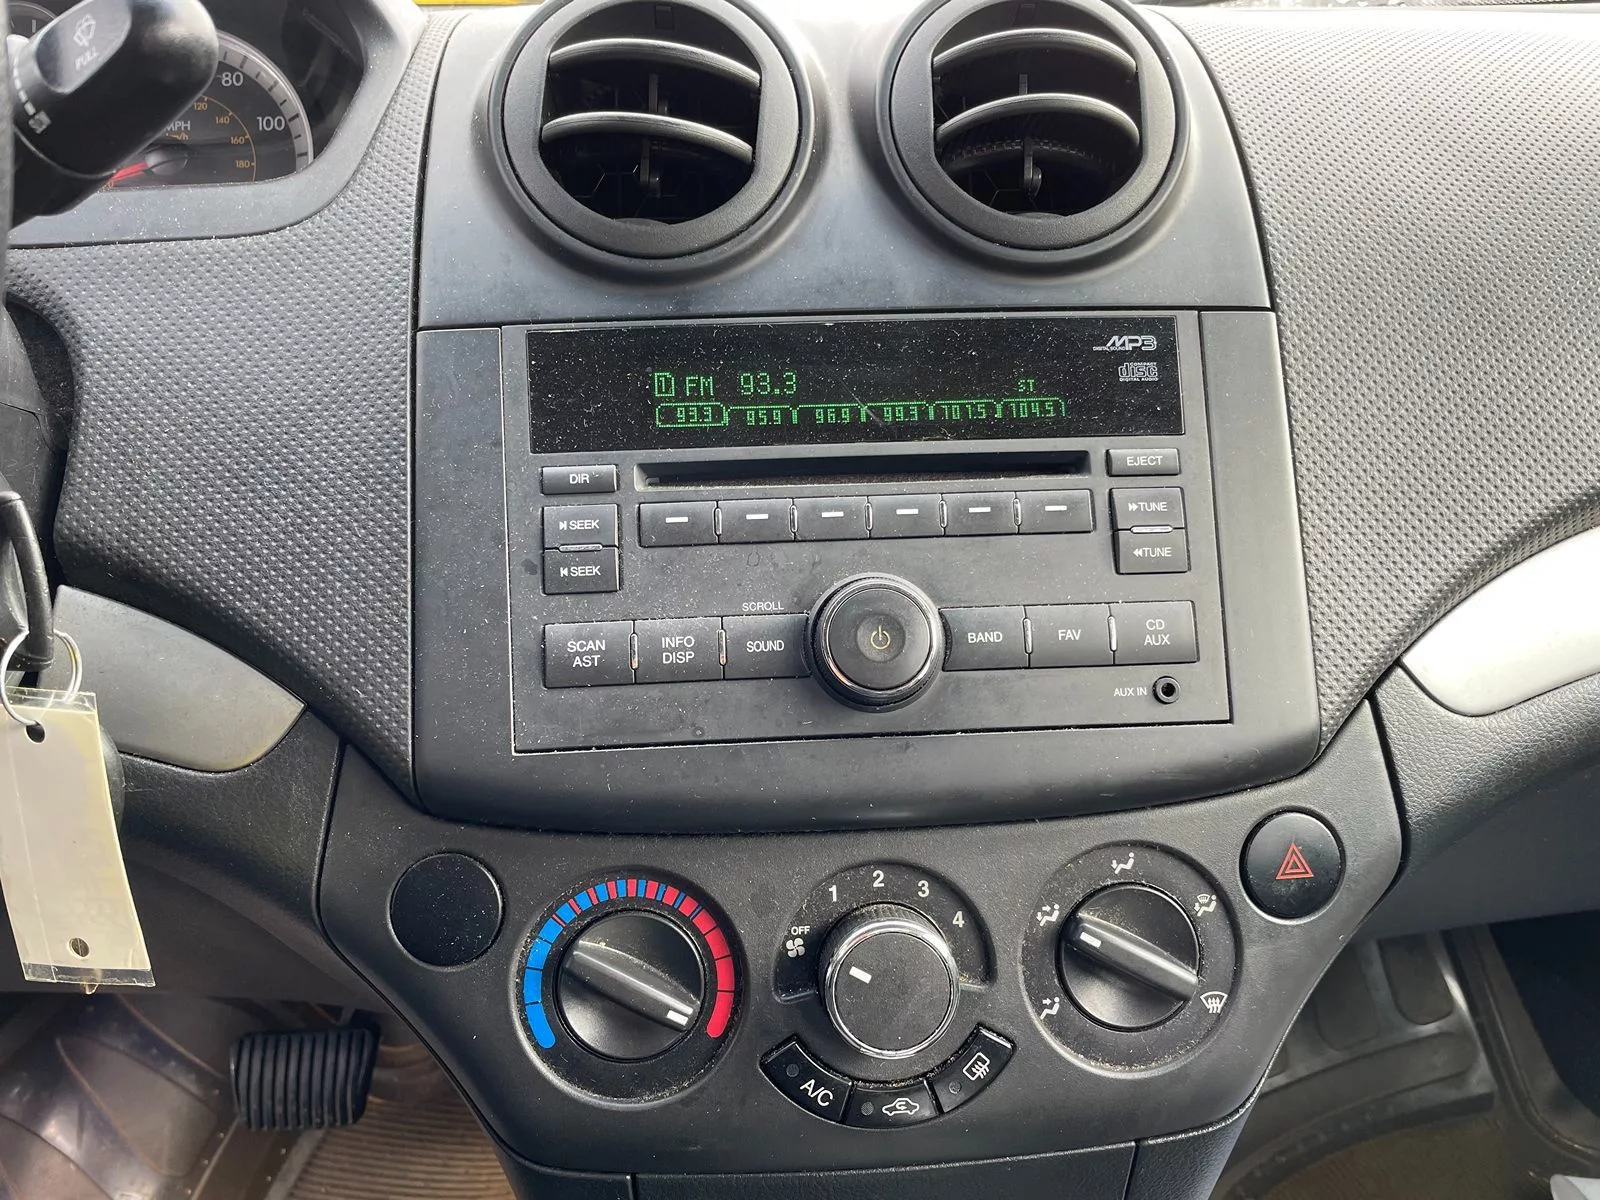 PULL
80
100
MPH
km/h
120
140
160
180
MP3
DIGITAL SOUND
COMPACT
disc
DIGITAL AUDIO
1 FM 93.3
ST
93.3 95.9 96.9 99.3 101.5 104.5
DIR
EJECT
SEEK
TUNE
SEEK
TUNE
SCROLL
SCAN
AST
INFO
DISP
SOUND
BAND
FAV
CD
AUX
AUX IN
OFF
1
2
3
4
A/C